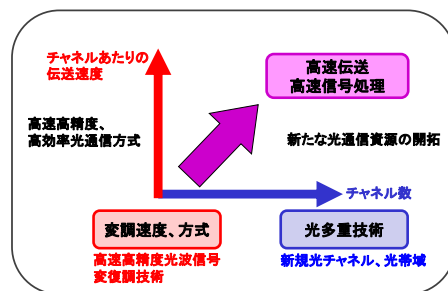 チャネルあたりの
伝送速度
高速伝送
高速信号処理
高速高精度、
高効率光通信方式
新たな光通信資源の開拓
チャネル数
変調速度、方式
光多重技術
高速高精度光波信号
変復調技術
新規光チャネル、光帯域